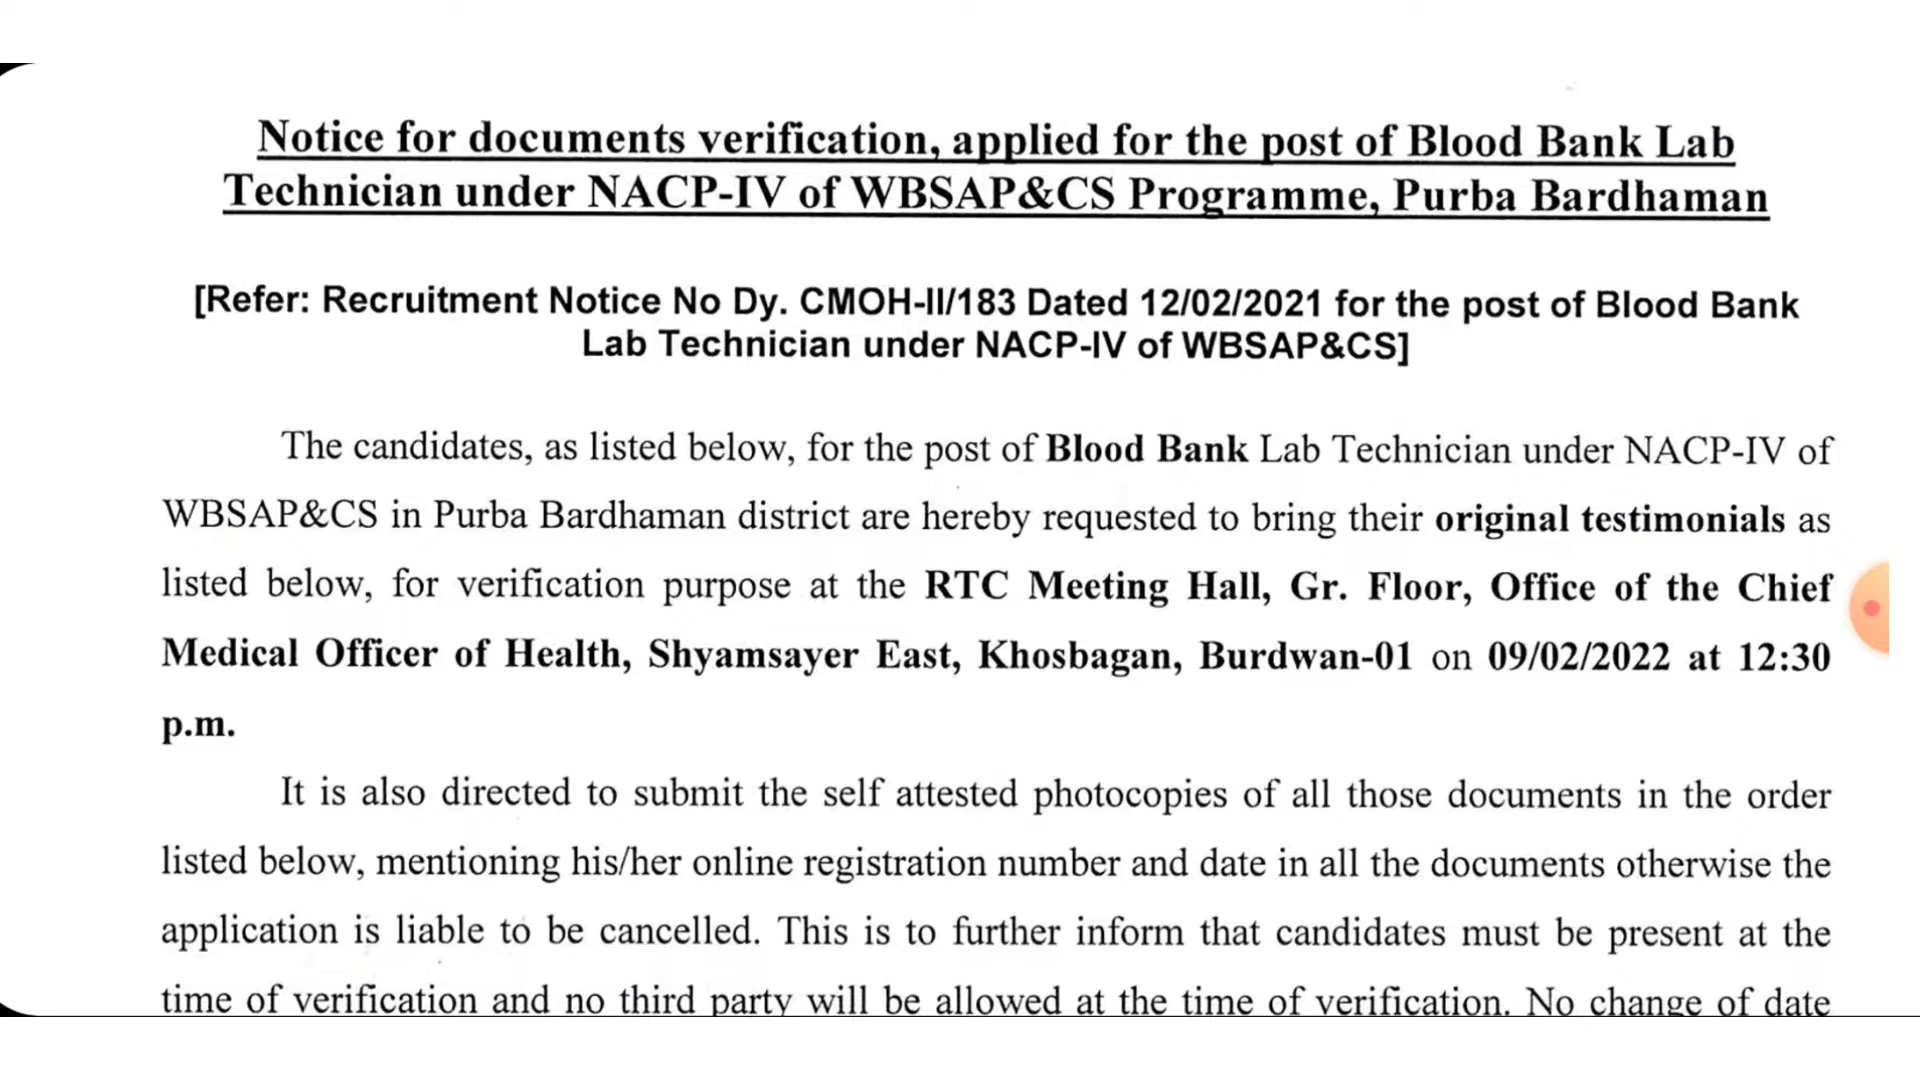 Notice for documents verification, applied for the post of Blood Bank Lab
Technician under NACP-IV of WBSAP&CS Programme, Purba Bardhaman
[Refer: Recruitment Notice No Dy. CMOH-II/183 Dated 12/02/2021 for the post of Blood Bank
Lab Technician under NACP-IV of WBSAP&CS]
The candidates, as listed below, for the post of Blood Bank Lab Technician under NACP-IV of
WBSAP&CS in Purba Bardhaman district are hereby requested to bring their original testimonials as
listed below, for verification purpose at the RTC Meeting Hall, Gr. Floor, Office of the Chief
Medical Officer of Health, Shyamsayer East, Khosbagan, Burdwan-01 on 09/02/2022 at 12:30
p.m.
It is also directed to submit the self attested photocopies of all those documents in the order
listed below, mentioning his/her online registration number and date in all the documents otherwise the
application is liable to be cancelled. This is to further inform that candidates must be present at the
time of verification and no third party will be allowed at the time of verification. No change of date